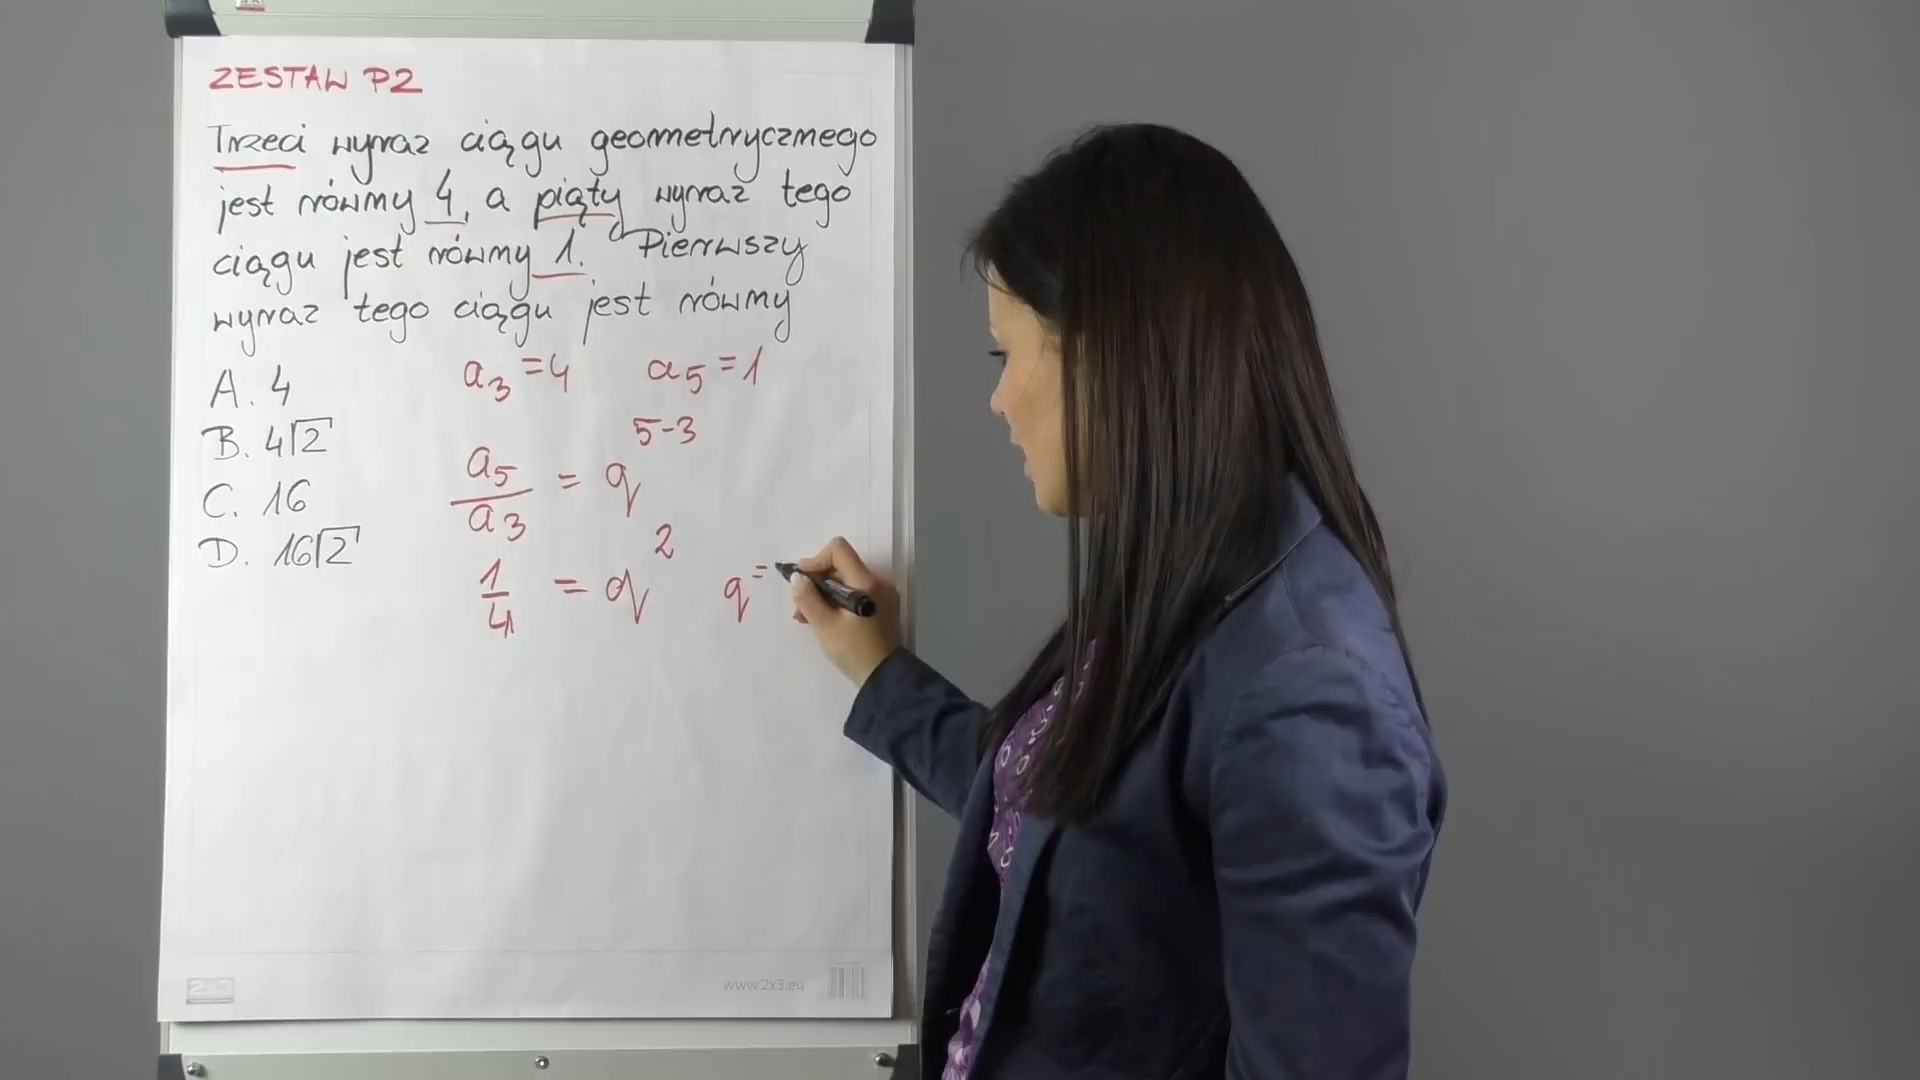 ZESTAW P2
Trzeci wyraz ciągu geometrycznego
jest równy 4, a piąty wyraz tego
ciągu jest równy 1. Pierwszy
wyraz tego ciągu jest równy
A. 4
B. 4√2
C. 16
D. 16√2
a₃ = 4 a₅ = 1
a₅/a₃ = q⁵⁻³
1/4 = q² q =
2x3
www.2x3.eu